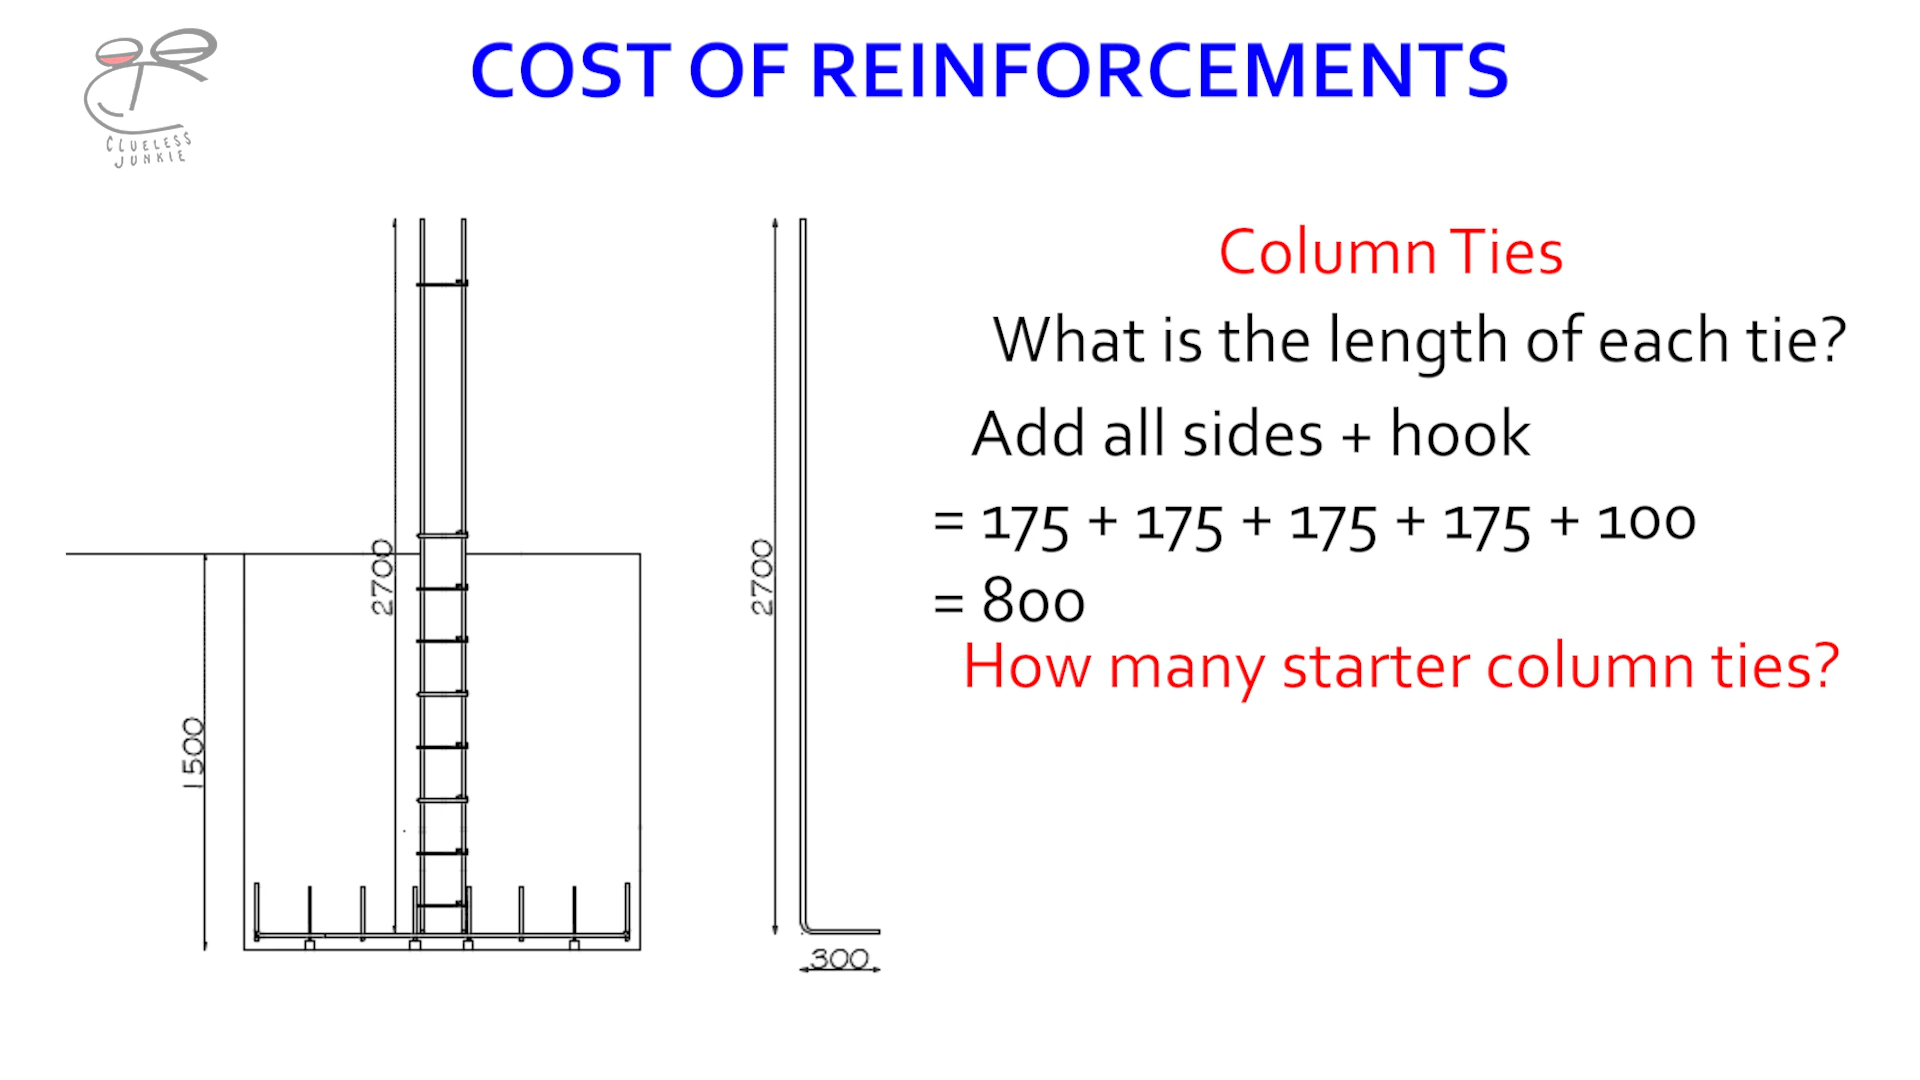 COST OF REINFORCEMENTS
CLUELESS
JUNKIE
Column Ties
What is the length of each tie?
Add all sides + hook
= 175 + 175 + 175 + 175 + 100
= 800
How many starter column ties?
2700
2700
1500
300